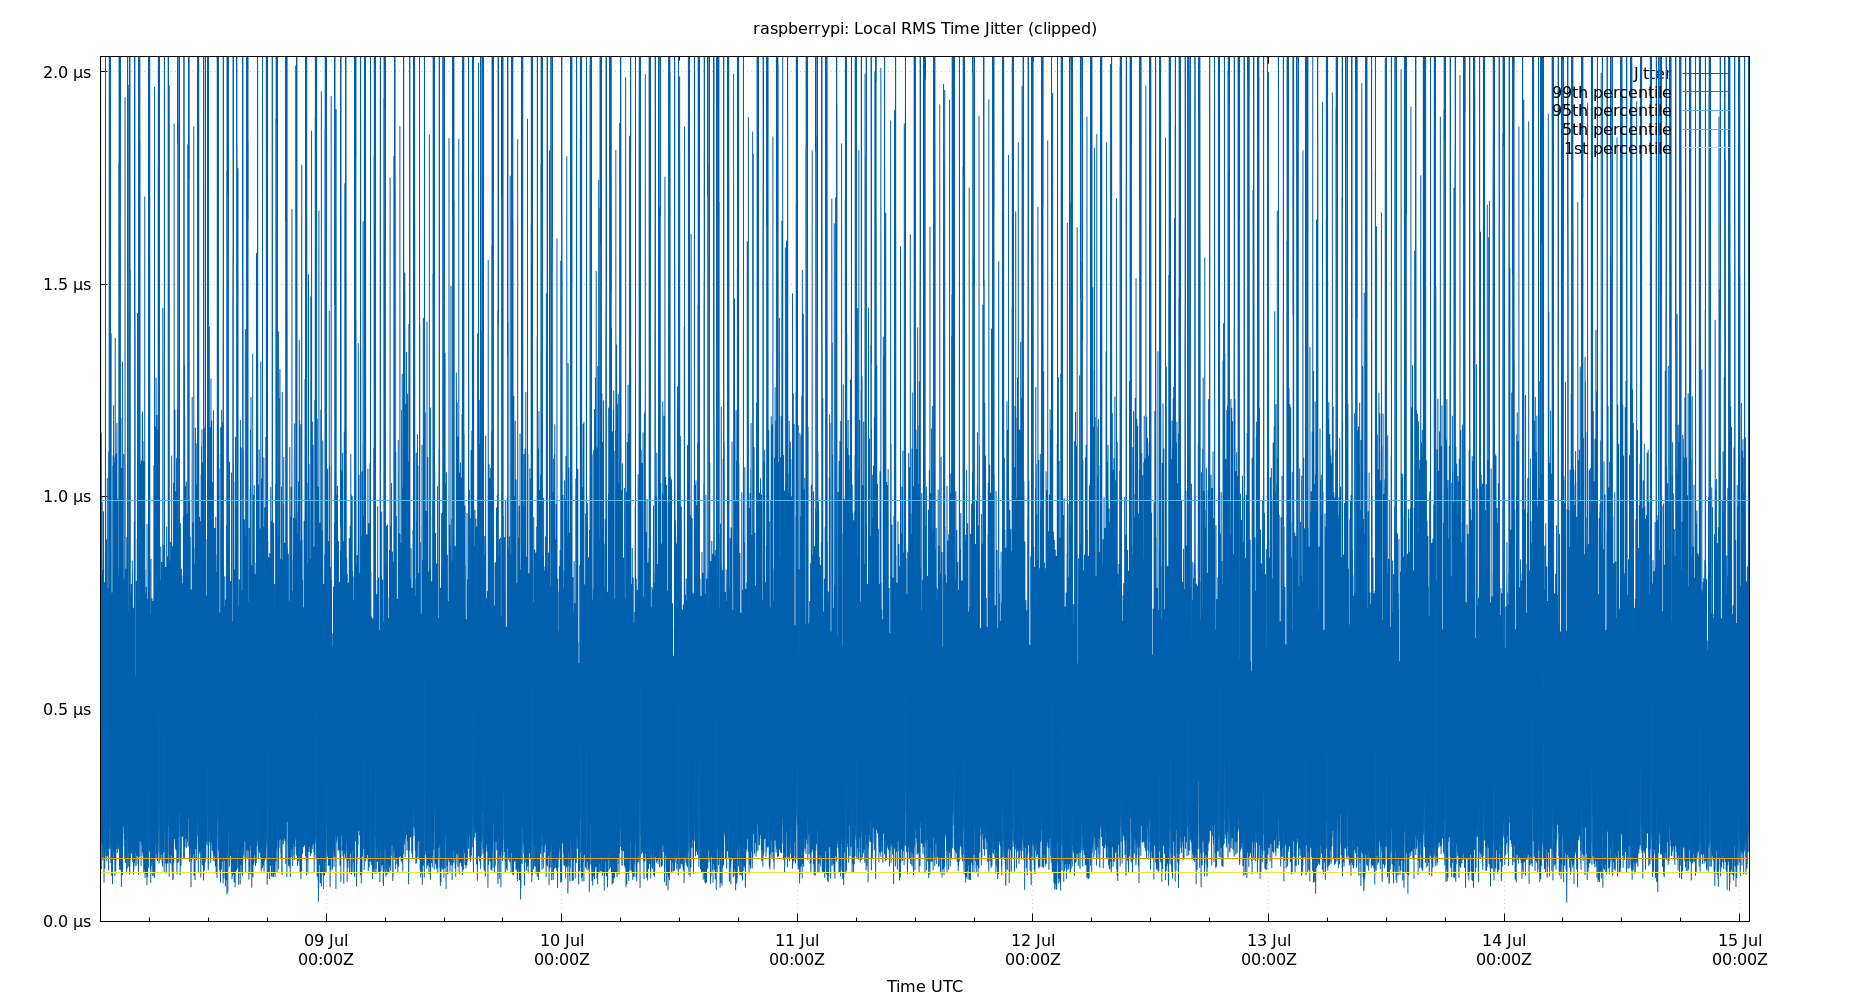 raspberrypi: Local RMS Time Jitter (clipped)
2.0 µs
Jitter
99th percentile
95th percentile
5th percentile
1st percentile
1.5 µs
1.0 µs
0.5 µs
0.0 µs
09 Jul 10 Jul 11 Jul 12 Jul 13 Jul 14 Jul 15 Jul
00:00Z 00:00Z 00:00Z 00:00Z 00:00Z 00:00Z 00:00Z
Time UTC